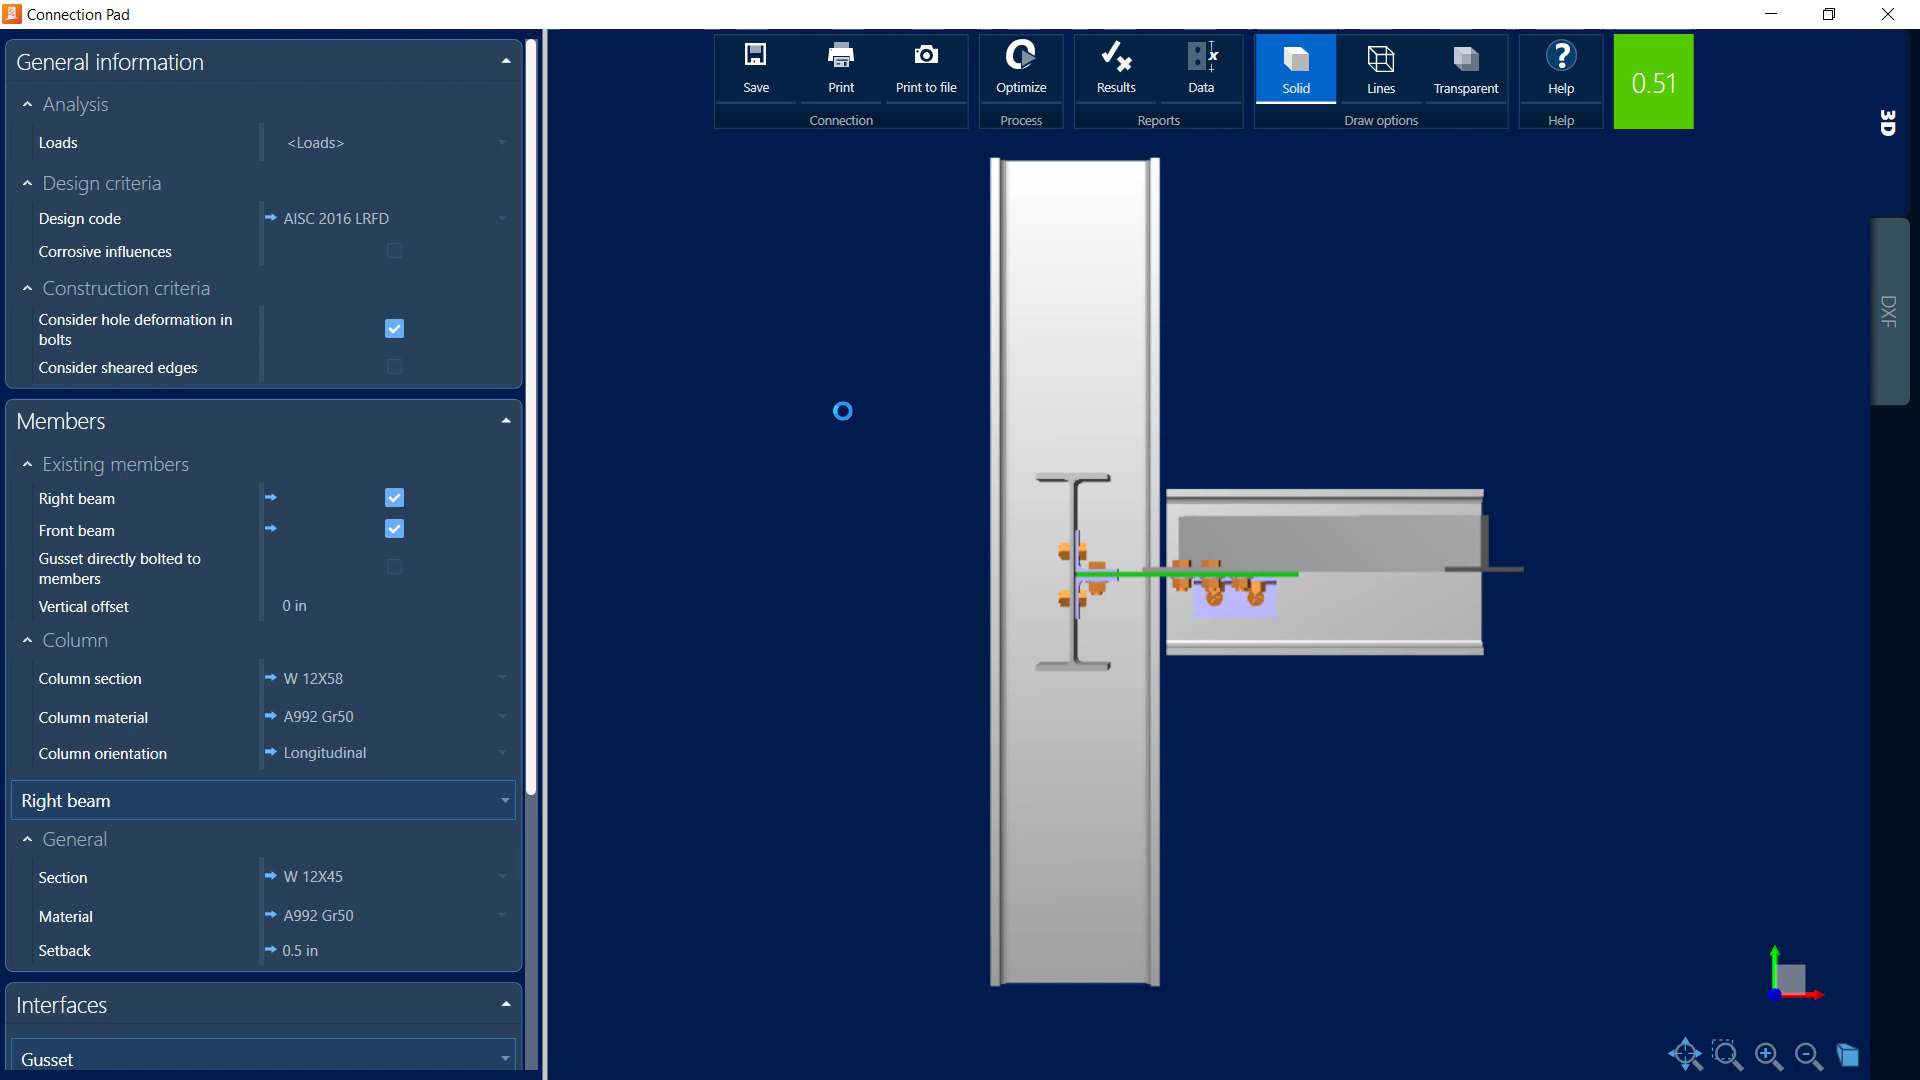 Connection Pad
General information
Analysis
Loads
<Loads>
Design criteria
Design code
AISC 2016 LRFD
Corrosive influences
Construction criteria
Consider hole deformation in
bolts
Consider sheared edges
Members
Existing members
Right beam
Front beam
Gusset directly bolted to
members
Vertical offset
0 in
Column
Column section
W 12X58
Column material
A992 Gr50
Column orientation
Longitudinal
Right beam
General
Section
W 12X45
Material
A992 Gr50
Setback
0.5 in
Interfaces
Gusset
Save
Print
Print to file
Connection
Optimize
Process
Results
Data
Reports
Solid
Lines
Transparent
Draw options
Help
Help
0.51
3D
DXF